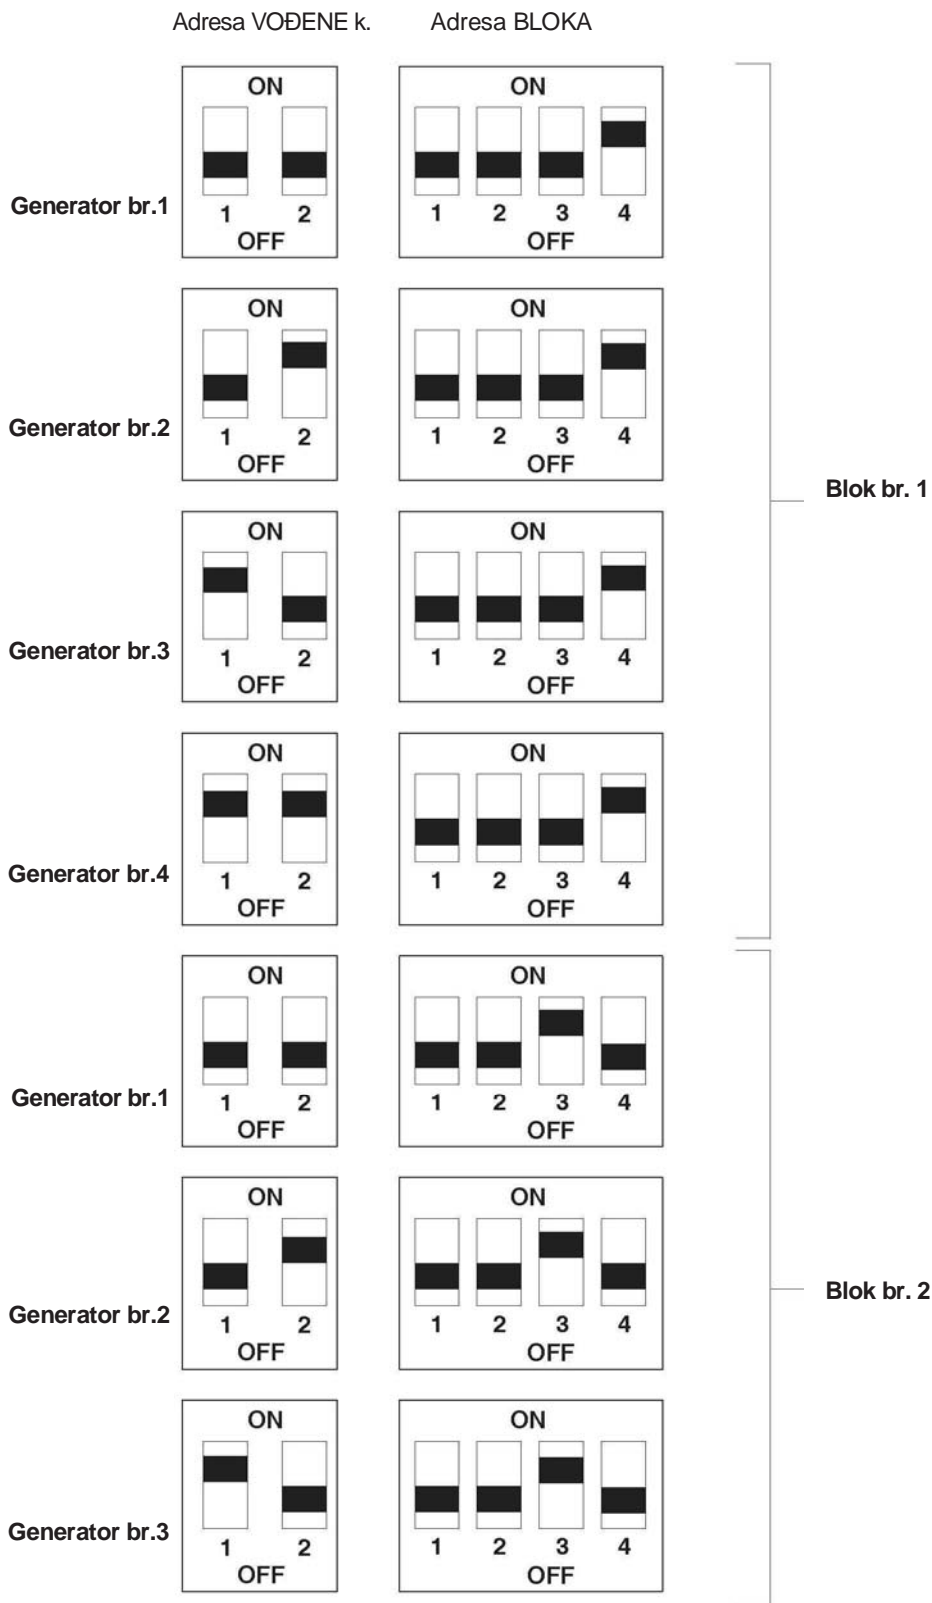 Adresa VOĐENE k. Adresa BLOKA
ON ON
Generator br.1
1 2 1 2 3 4
OFF OFF
ON ON
Generator br.2
1 2 1 2 3 4
OFF OFF
Blok br. 1
ON ON
Generator br.3
1 2 1 2 3 4
OFF OFF
ON ON
Generator br.4
1 2 1 2 3 4
OFF OFF
ON ON
Generator br.1
1 2 1 2 3 4
OFF OFF
ON ON
Blok br. 2
Generator br.2
1 2 1 2 3 4
OFF OFF
ON ON
Generator br.3
1 2 1 2 3 4
OFF OFF